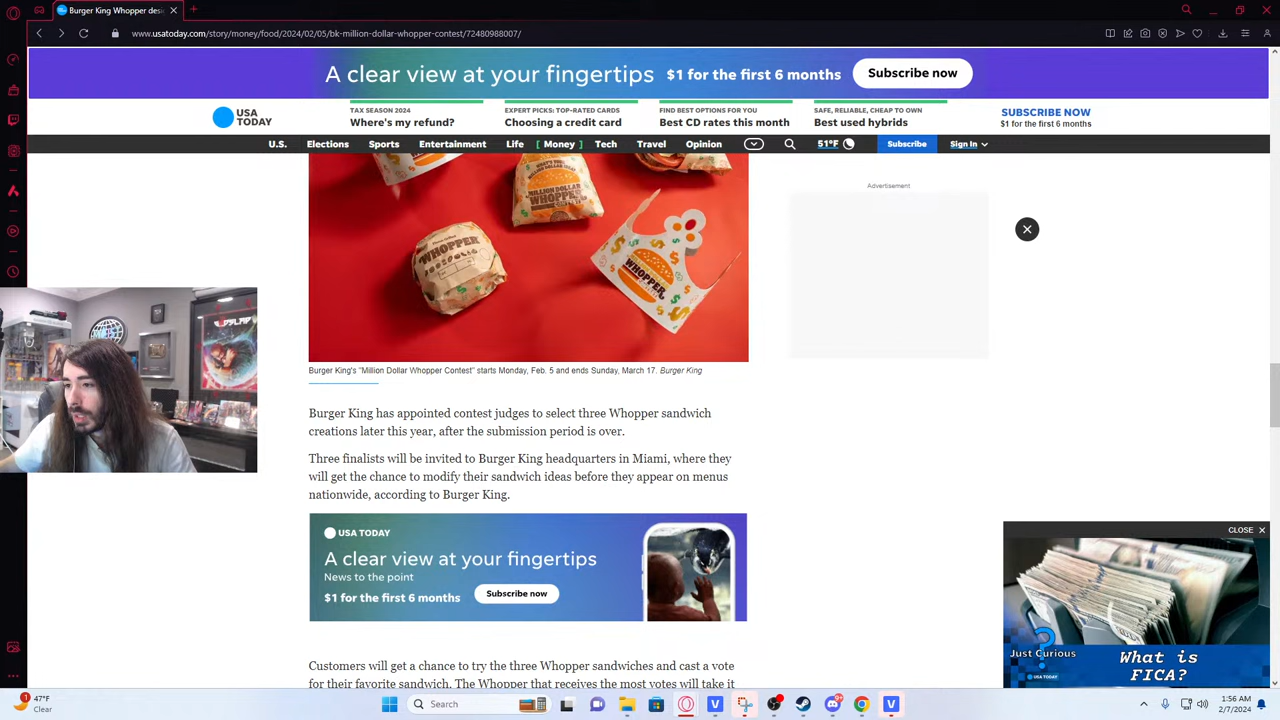 Burger King Whopper des
www.usatoday.com/story/money/food/2024/02/05/bk-million-dollar-whopper-contest/72480988007/
A clear view at your fingertips $1 for the first 6 months Subscribe now
USA TODAY
TAX SEASON 2024
Where's my refund?
EXPERT PICKS: TOP-RATED CARDS
Choosing a credit card
FIND BEST OPTIONS FOR YOU
Best CD rates this month
SAFE, RELIABLE, CHEAP TO OWN
Best used hybrids
SUBSCRIBE NOW
$1 for the first 6 months
U.S. Elections Sports Entertainment Life [ Money ] Tech Travel Opinion 51°F Subscribe Sign In
MILLION DOLLAR
WHOPPER
WHOPPER
WHOPPER
Advertisement
Burger King's "Million Dollar Whopper Contest" starts Monday, Feb. 5 and ends Sunday, March 17. Burger King
Burger King has appointed contest judges to select three Whopper sandwich
creations later this year, after the submission period is over.
Three finalists will be invited to Burger King headquarters in Miami, where they
will get the chance to modify their sandwich ideas before they appear on menus
nationwide, according to Burger King.
USA TODAY
A clear view at your fingertips
News to the point
$1 for the first 6 months Subscribe now
Customers will get a chance to try the three Whopper sandwiches and cast a vote
for their favorite sandwich. The Whopper that receives the most votes will take it
CLOSE
Just Curious
What is
FICA?
USA TODAY
47°F
Clear
Search
1:56 AM
2/7/2024